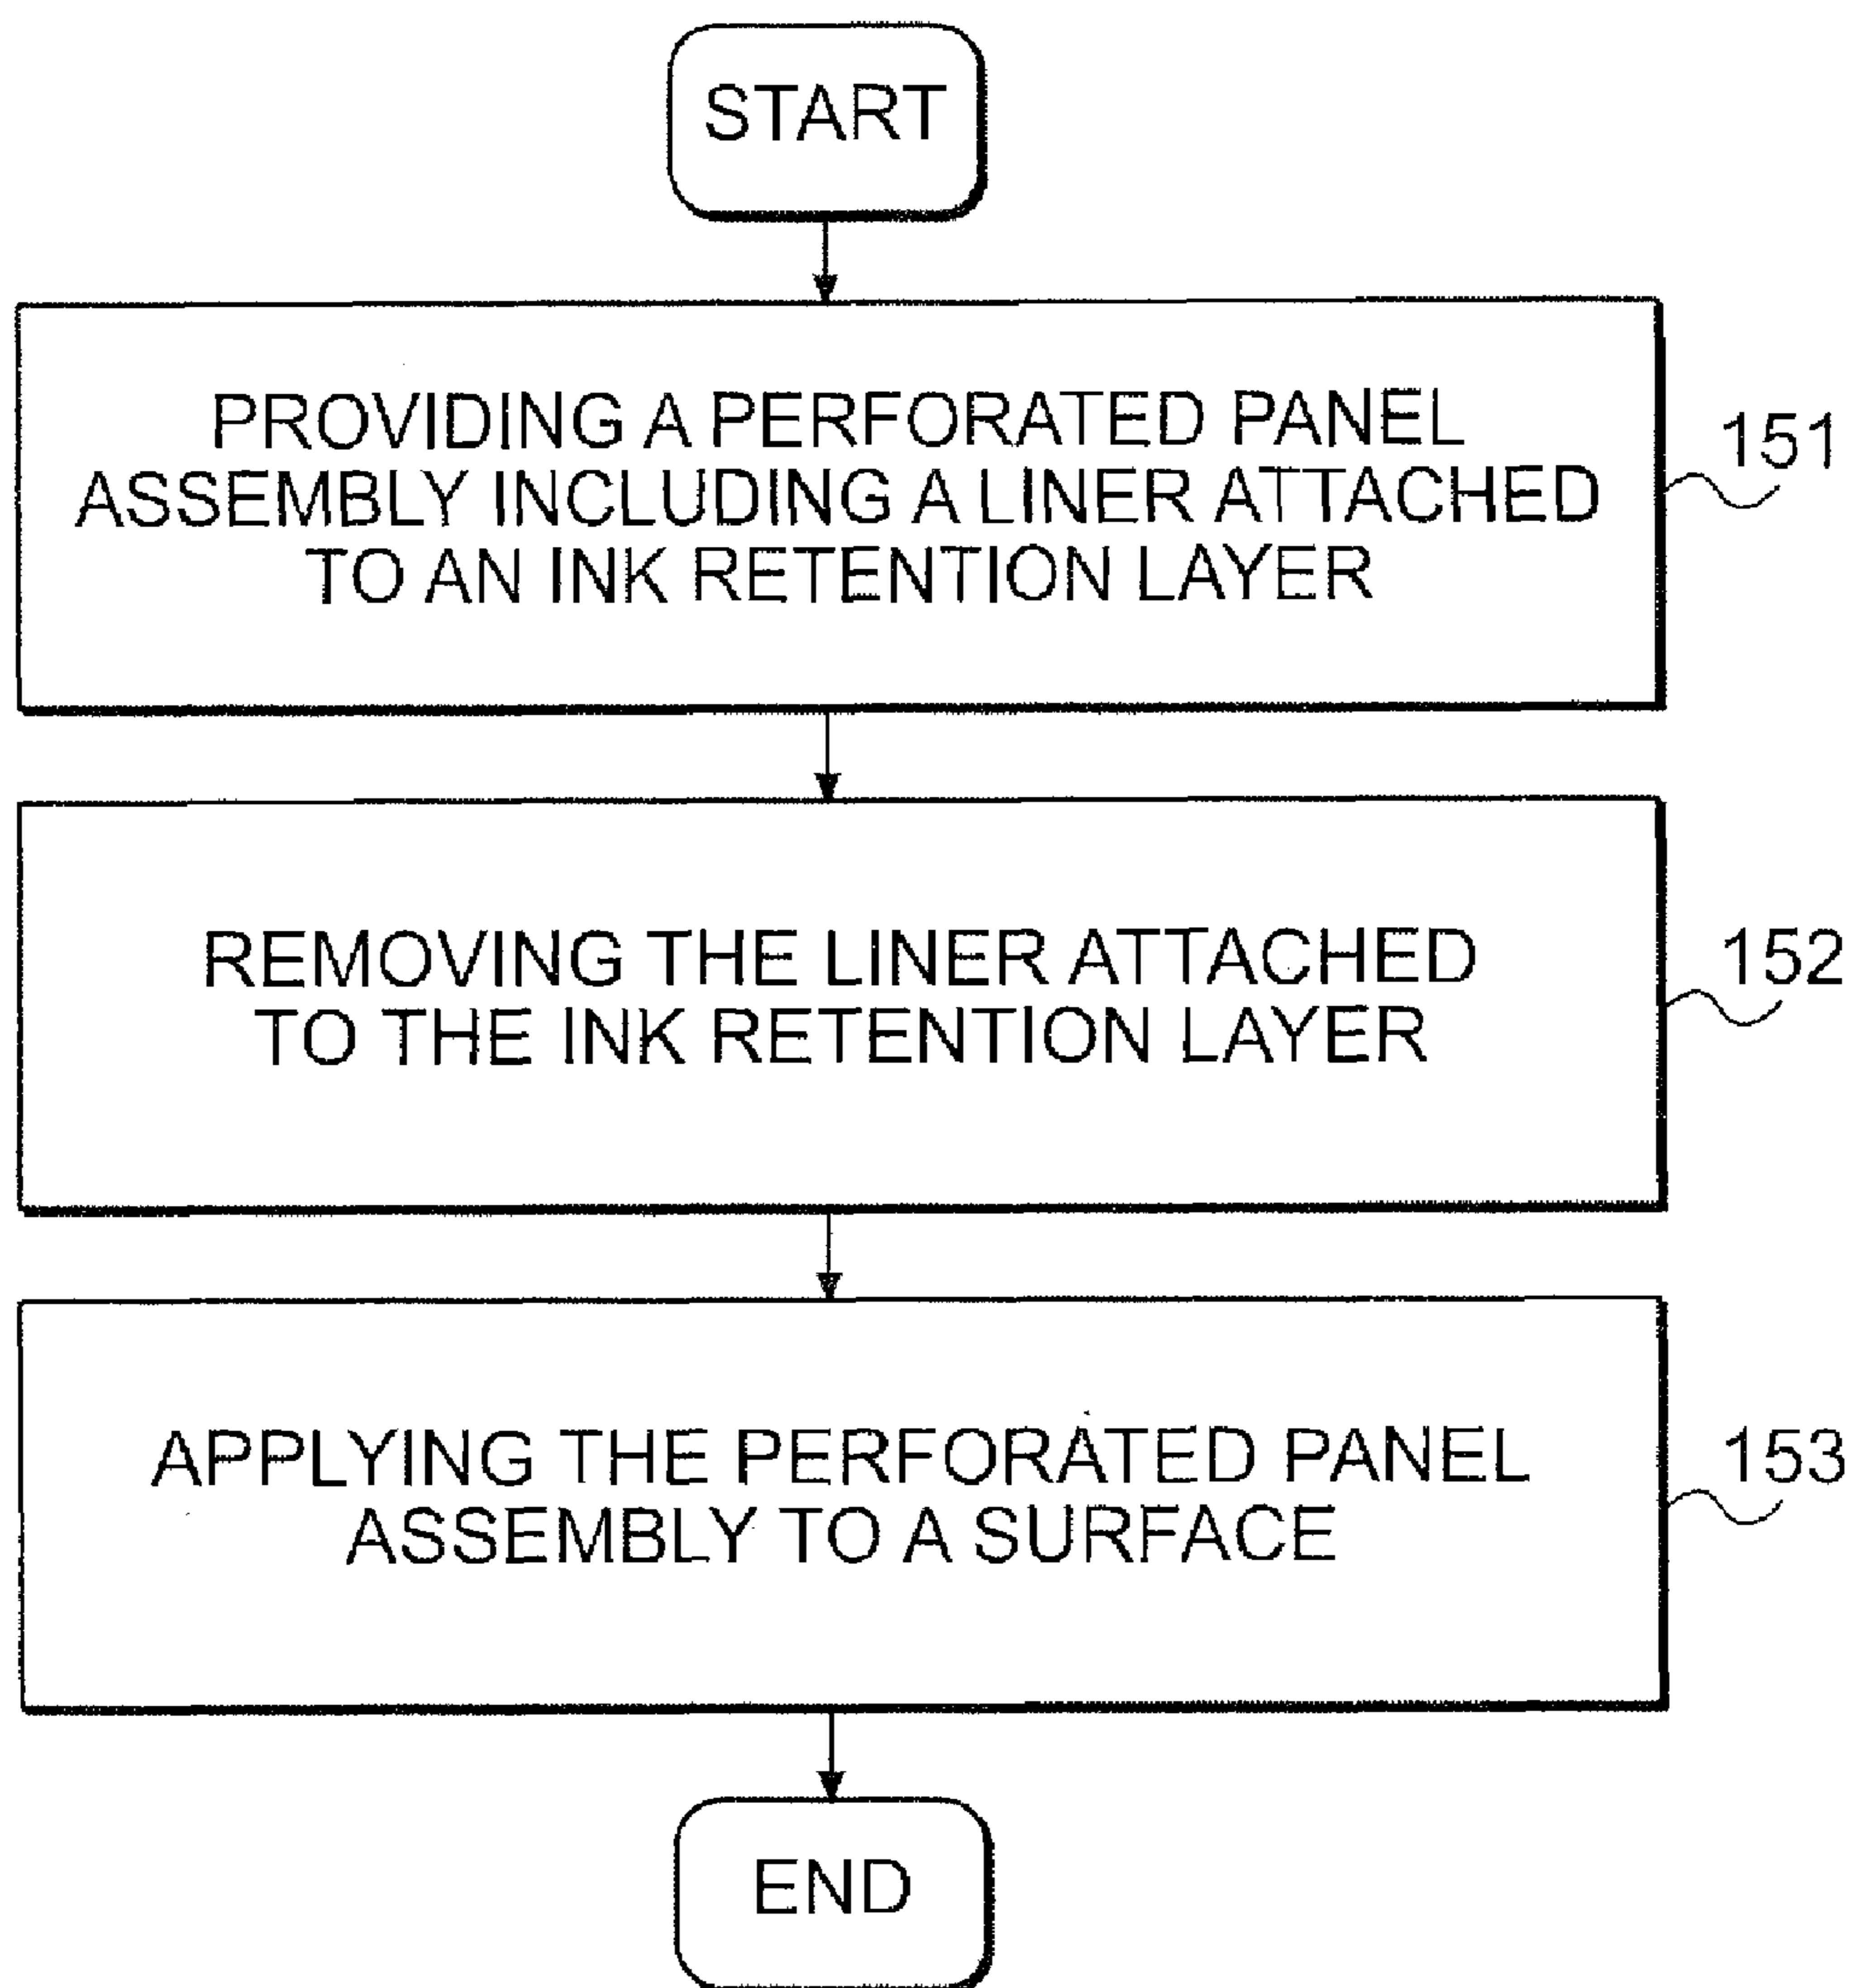 START
PROVIDING A PERFORATED PANEL
ASSEMBLY INCLUDING A LINER ATTACHED
TO AN INK RETENTION LAYER
151
REMOVING THE LINER ATTACHED
TO THE INK RETENTION LAYER
152
APPLYING THE PERFORATED PANEL
ASSEMBLY TO A SURFACE
153
END